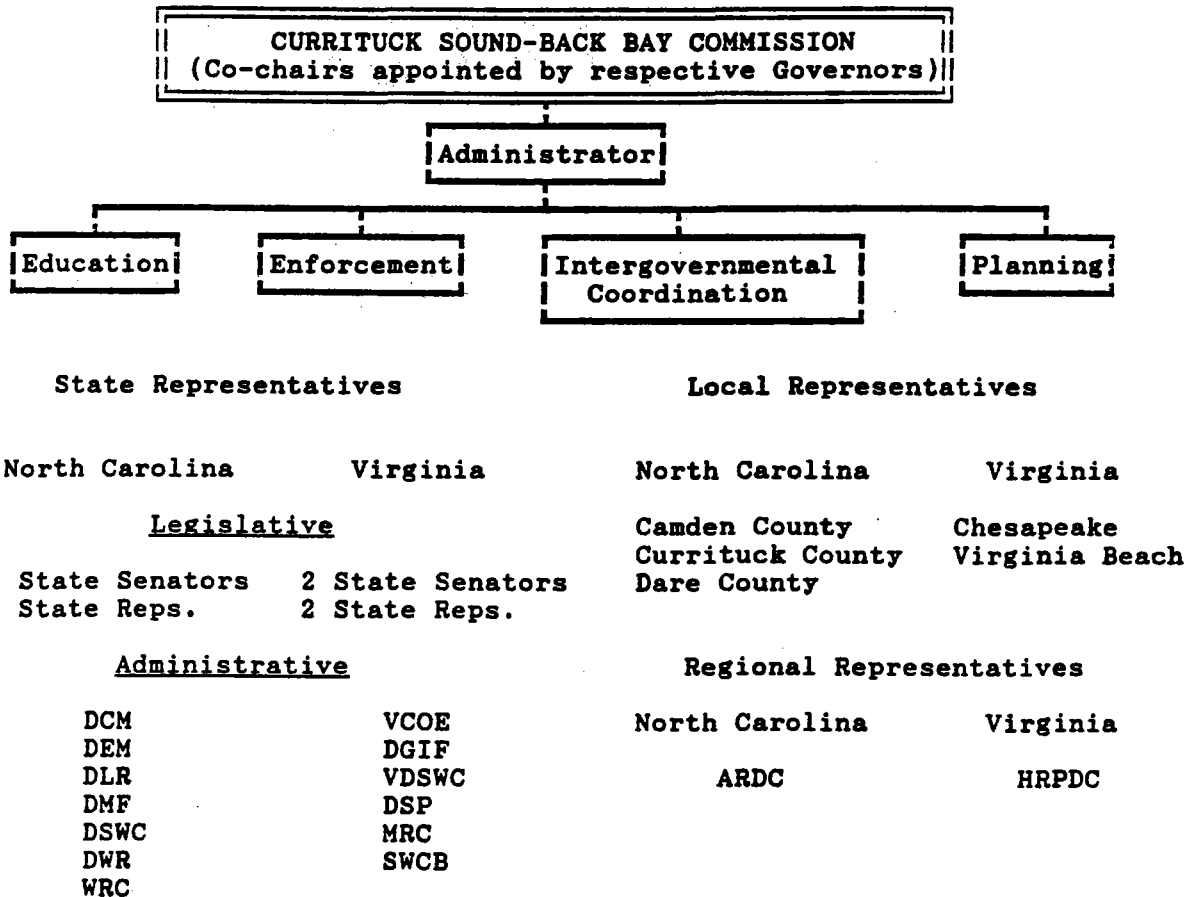 CURRITUCK SOUND-BACK BAY COMMISSION
(Co-chairs appointed by respective Governors)
Administrator
Education
Enforcement
Intergovernmental
Coordination
Planning
State Representatives
Local Representatives
North Carolina Virginia
Legislative
State Senators 2 State Senators
State Reps. 2 State Reps.
Administrative
DCM VCOE
DEM DGIF
DLR VDSWC
DMF DSP
DSWC MRC
DWR SWCB
WRC
North Carolina Virginia
Camden County Chesapeake
Currituck County Virginia Beach
Dare County
Regional Representatives
North Carolina Virginia
ARDC HRPDC